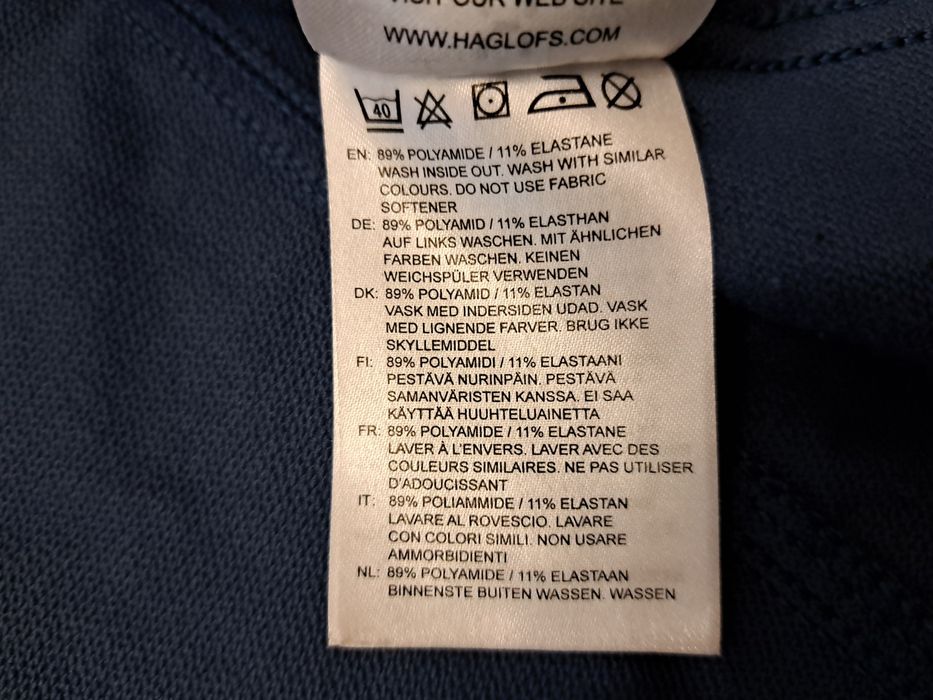 VISIT OUR WEB SITE
WWW.HAGLOFS.COM
40
EN: 89% POLYAMIDE / 11% ELASTANE
WASH INSIDE OUT. WASH WITH SIMILAR
COLOURS. DO NOT USE FABRIC
SOFTENER
DE: 89% POLYAMID / 11% ELASTHAN
AUF LINKS WASCHEN. MIT ÄHNLICHEN
FARBEN WASCHEN. KEINEN
WEICHSPÜLER VERWENDEN
DK: 89% POLYAMID / 11% ELASTAN
VASK MED INDERSIDEN UDAD. VASK
MED LIGNENDE FARVER. BRUG IKKE
SKYLLEMIDDEL
FI: 89% POLYAMIDI / 11% ELASTAANI
PESTÄVÄ NURINPÄIN. PESTÄVÄ
SAMANVÄRISTEN KANSSA. EI SAA
KÄYTTÄÄ HUUHTELUAINETTA
FR: 89% POLYAMIDE / 11% ELASTANE
LAVER À L'ENVERS. LAVER AVEC DES
COULEURS SIMILAIRES. NE PAS UTILISER
D'ADOUCISSANT
IT: 89% POLIAMMIDE / 11% ELASTAN
LAVARE AL ROVESCIO. LAVARE
CON COLORI SIMILI. NON USARE
AMMORBIDIENTI
NL: 89% POLYAMIDE / 11% ELASTAAN
BINNENSTE BUITEN WASSEN. WASSEN